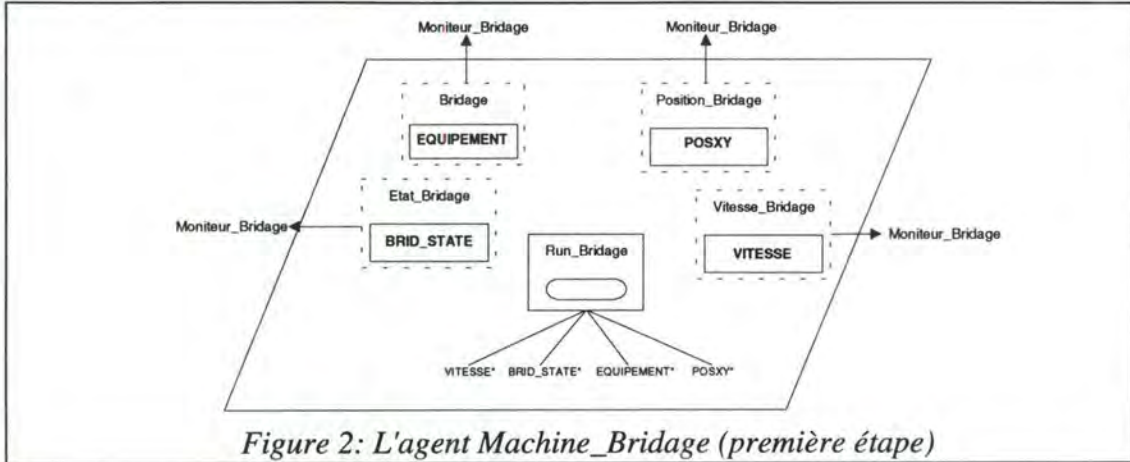 Moniteur_Bridage Moniteur_Bridage
Bridage Position_Bridage
EQUIPEMENT POSXY
Etat_Bridage Vitesse_Bridage
Moniteur_Bridage BRID_STATE Run_Bridage VITESSE Moniteur_Bridage
VITESSE* BRID_STATE* EQUIPEMENT* POSXY*
Figure 2: L'agent Machine_Bridage (première étape)